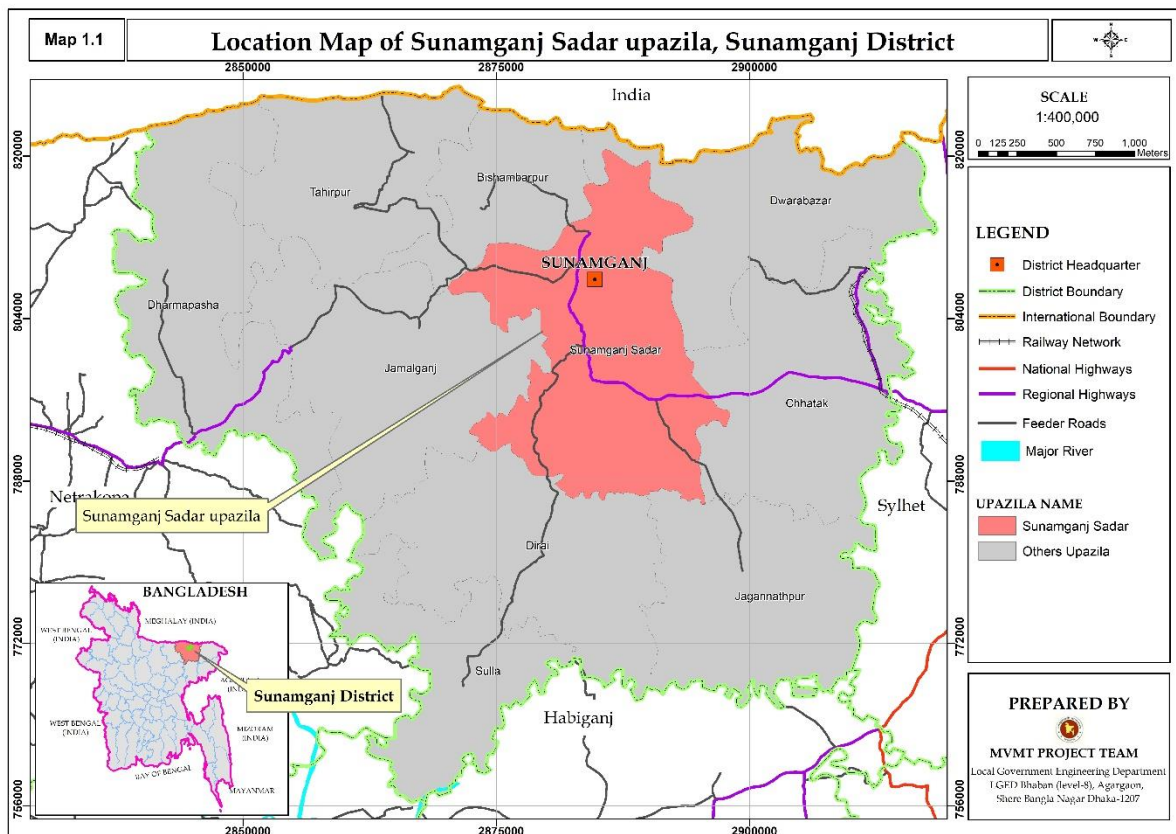 Map 1.1
Location Map of Sunamganj Sadar upazila, Sunamganj District
2850000
2875000
2900000
India
820000
820000
Bishambarpur
Tahirpur
Dwarabazar
SUNAMGANJ
Dharmapasha
804000
804000
Sunamganj Sadar
Jamalganj
Chhatak
788000
788000
Netrakona
Sylhet
Sunamganj Sadar upazila
Dirai
Jagannathpur
772000
772000
Sulla
Habiganj
756000
756000
2850000
2875000
2900000
BANGLADESH
MEGHALAY (INDIA)
WEST BENGAL
(INDIA)
Sunamganj District
WEST BENGAL
(INDIA)
MIZORAM
(INDIA)
BAY OF BENGAL
MAYANMAR
N
W E
S
SCALE
1:400,000
0 125 250 500 750 1,000
Meters
LEGEND
District Headquarter
District Boundary
International Boundary
Railway Network
National Highways
Regional Highways
Feeder Roads
Major River
UPAZILA NAME
Sunamganj Sadar
Others Upazila
PREPARED BY
MVMT PROJECT TEAM
Local Government Engineering Department
LGED Bhaban (level-8), Agargaon,
Shere Bangla Nagar Dhaka-1207